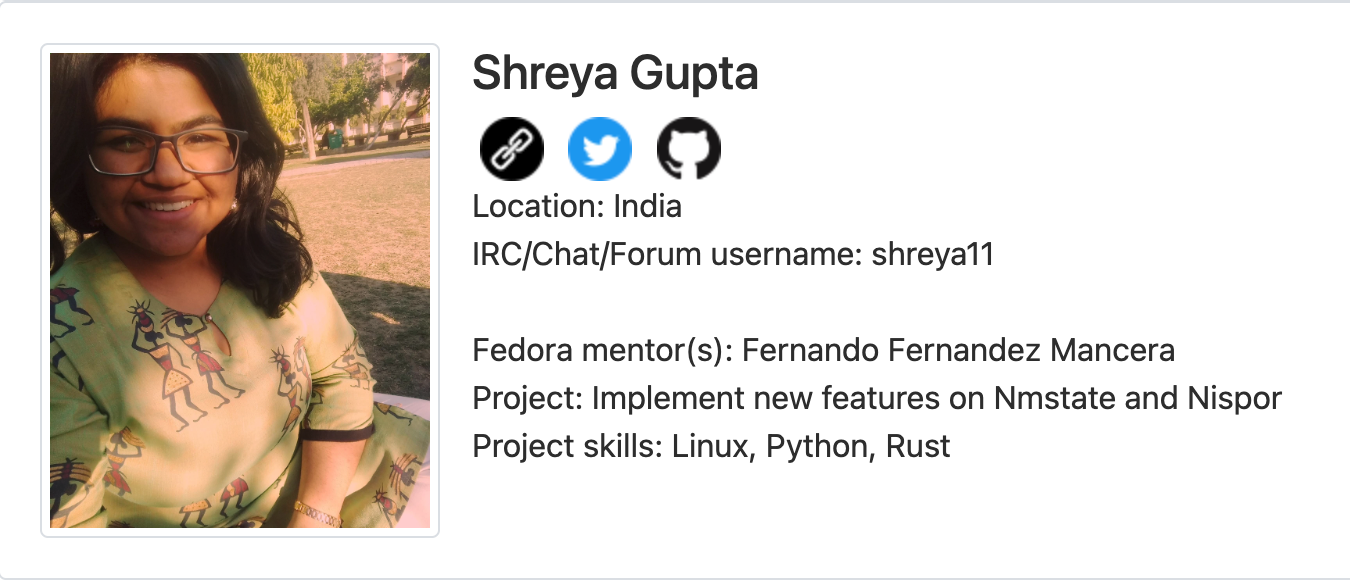 Shreya Gupta
Location: India
IRC/Chat/Forum username: shreya11
Fedora mentor(s): Fernando Fernandez Mancera
Project: Implement new features on Nmstate and Nispor
Project skills: Linux, Python, Rust